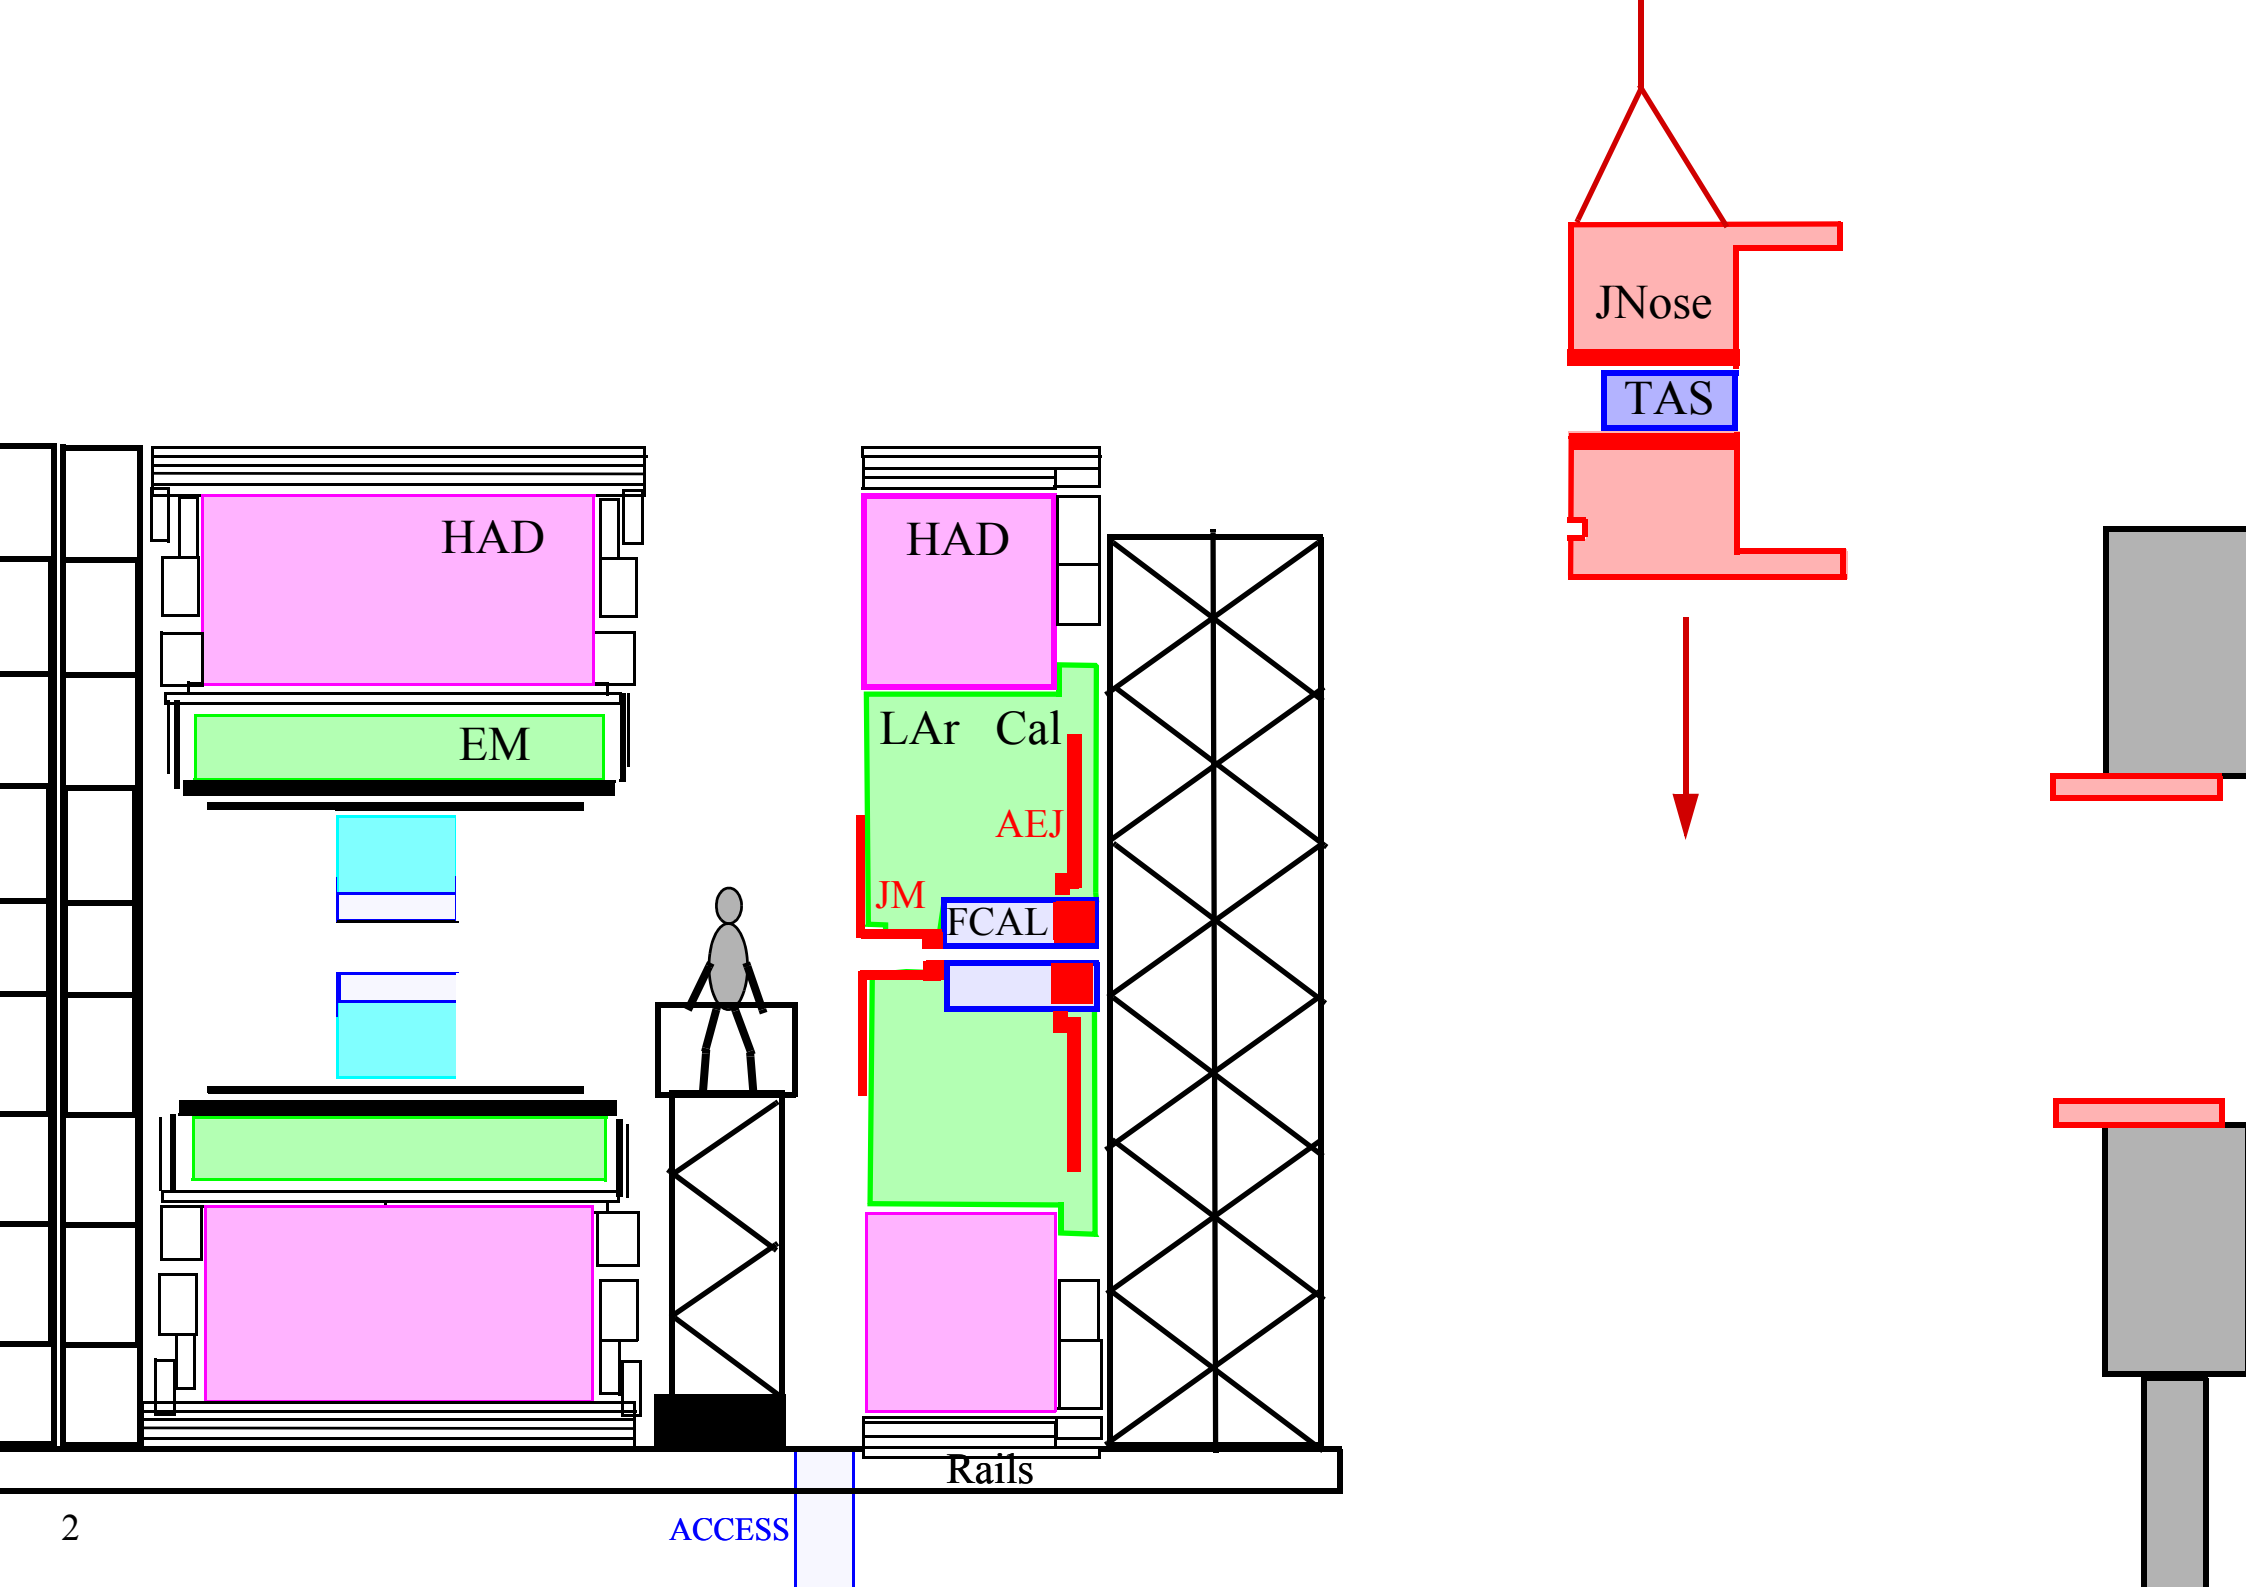 JNose
TAS
HAD
HAD
LAr Cal
EM
AEJ
JM
FCAL
Rails
2
ACCESS